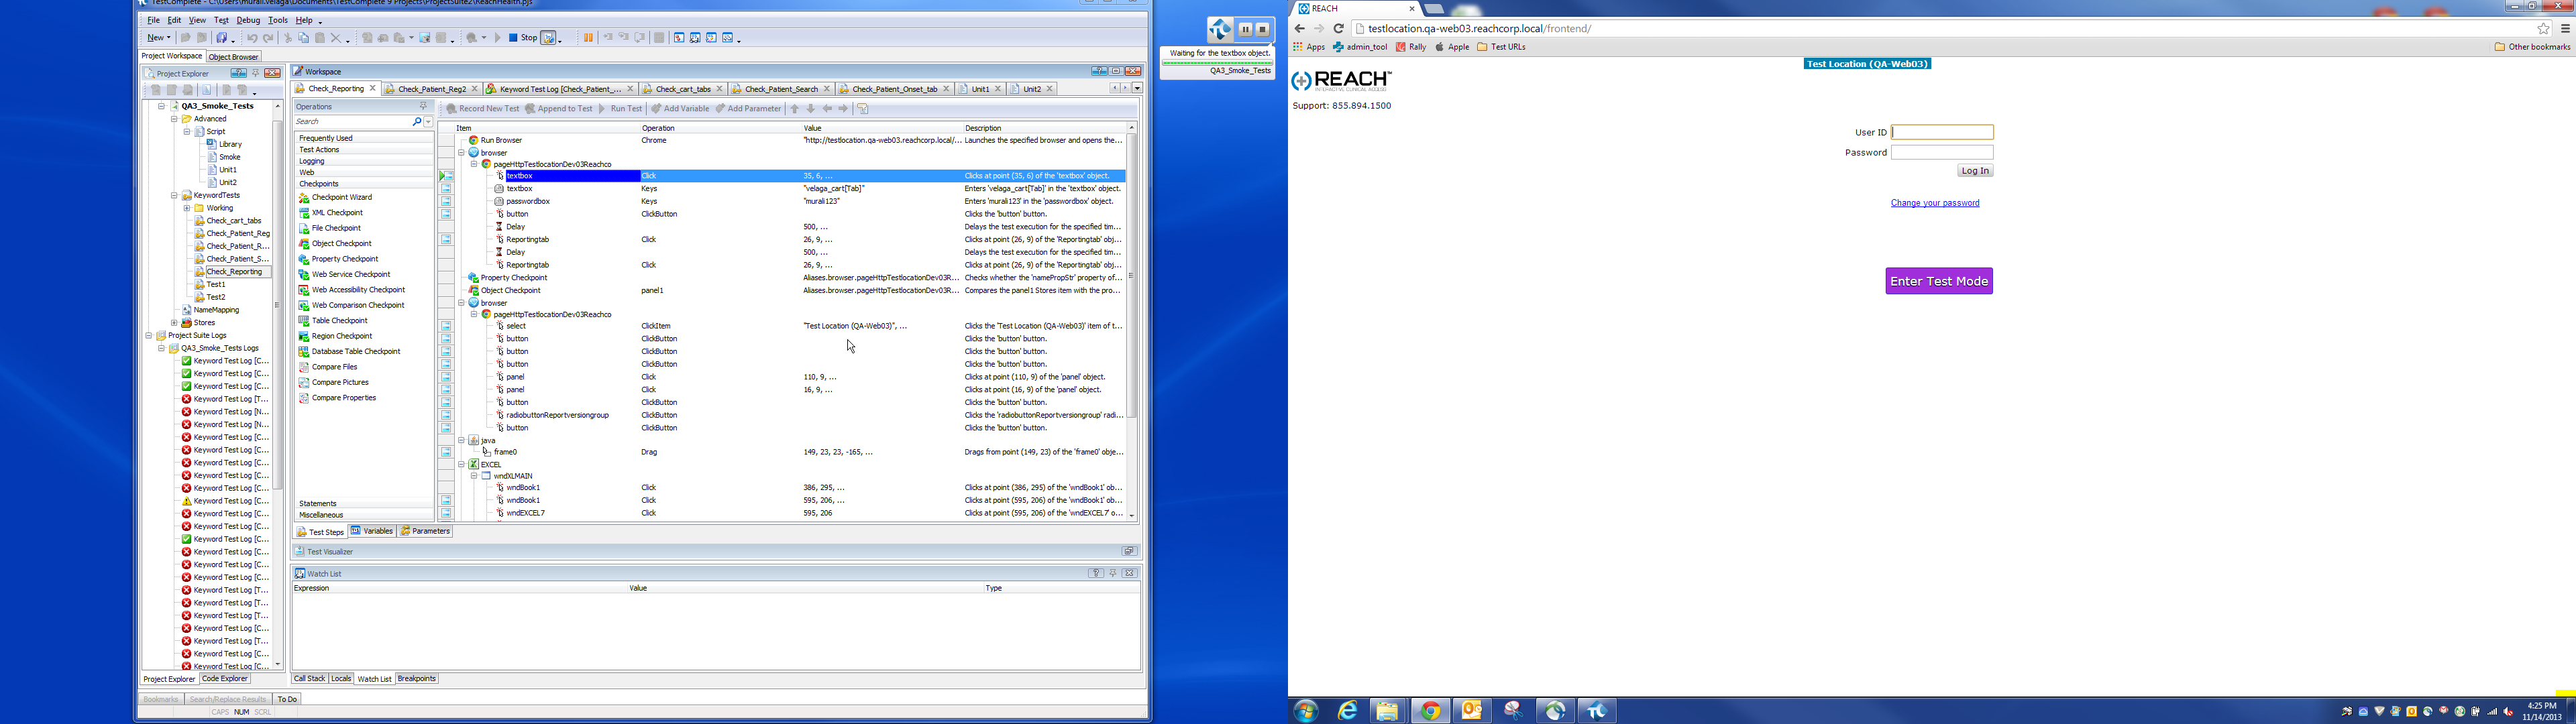 TestComplete - C:\Users\murali.velaga\Documents\TestComplete 9 Projects\ProjectSuite2\ReachHealth.pjs
File Edit View Test Debug Tools Help
New Stop
Project Workspace Object Browser
Project Explorer
QA3_Smoke_Tests
Advanced
Script
Library
Smoke
Unit1
Unit2
KeywordTests
Working
Check_cart_tabs
Check_Patient_Reg
Check_Patient_R...
Check_Patient_S...
Check_Reporting
Test1
Test2
NameMapping
Stores
Project Suite Logs
QA3_Smoke_Tests Logs
Keyword Test Log [C...
Keyword Test Log [C...
Keyword Test Log [C...
Keyword Test Log [T...
Keyword Test Log [N...
Keyword Test Log [N...
Keyword Test Log [C...
Keyword Test Log [C...
Keyword Test Log [C...
Keyword Test Log [C...
Keyword Test Log [C...
Keyword Test Log [C...
Keyword Test Log [C...
Keyword Test Log [C...
Keyword Test Log [C...
Keyword Test Log [C...
Keyword Test Log [C...
Keyword Test Log [C...
Keyword Test Log [T...
Keyword Test Log [T...
Keyword Test Log [T...
Keyword Test Log [C...
Keyword Test Log [T...
Keyword Test Log [C...
Keyword Test Log [C...
Project Explorer Code Explorer
Bookmarks Search/Replace Results To Do
CAPS NUM SCRL
Workspace
Check_Reporting Check_Patient_Reg2 Keyword Test Log [Check_Patient_... Check_cart_tabs Check_Patient_Search Check_Patient_Onset_tab Unit1 Unit2
Operations
Search
Frequently Used
Test Actions
Logging
Web
Checkpoints
Checkpoint Wizard
XML Checkpoint
File Checkpoint
Object Checkpoint
Property Checkpoint
Web Service Checkpoint
Web Accessibility Checkpoint
Web Comparison Checkpoint
Table Checkpoint
Region Checkpoint
Database Table Checkpoint
Compare Files
Compare Pictures
Compare Properties
Statements
Miscellaneous
Record New Test Append to Test Run Test Add Variable Add Parameter
Item Operation Value Description
Run Browser Chrome "http://testlocation.qa-web03.reachcorp.local/... Launches the specified browser and opens the...
browser
pageHttpTestlocationDev03Reachco
textbox Click 35, 6, ... Clicks at point (35, 6) of the 'textbox' object.
textbox Keys "velaga_cart[Tab]" Enters 'velaga_cart[Tab]' in the 'textbox' object.
passwordbox Keys "murali123" Enters 'murali123' in the 'passwordbox' object.
button ClickButton Clicks the 'button' button.
Delay 500, ... Delays the test execution for the specified tim...
Reportingtab Click 26, 9, ... Clicks at point (26, 9) of the 'Reportingtab' obj...
Delay 500, ... Delays the test execution for the specified tim...
Reportingtab Click 26, 9, ... Clicks at point (26, 9) of the 'Reportingtab' obj...
Property Checkpoint Aliases.browser.pageHttpTestlocationDev03R... Checks whether the 'namePropStr' property of...
Object Checkpoint panel1 Aliases.browser.pageHttpTestlocationDev03R... Compares the panel1 Stores item with the pro...
browser
pageHttpTestlocationDev03Reachco
select ClickItem "Test Location (QA-Web03)", ... Clicks the 'Test Location (QA-Web03)' item of t...
button ClickButton Clicks the 'button' button.
button ClickButton Clicks the 'button' button.
button ClickButton Clicks the 'button' button.
panel Click 110, 9, ... Clicks at point (110, 9) of the 'panel' object.
panel Click 16, 9, ... Clicks at point (16, 9) of the 'panel' object.
button ClickButton Clicks the 'button' button.
radiobuttonReportversiongroup ClickButton Clicks the 'radiobuttonReportversiongroup' radi...
button ClickButton Clicks the 'button' button.
java
frame0 Drag 149, 23, 23, -165, ... Drags from point (149, 23) of the 'frame0' obje...
EXCEL
wndXLMAIN
wndBook1 Click 386, 295, ... Clicks at point (386, 295) of the 'wndBook1' ob...
wndBook1 Click 595, 206, ... Clicks at point (595, 206) of the 'wndBook1' ob...
wndEXCEL7 Click 595, 206 Clicks at point (595, 206) of the 'wndEXCEL7' o...
Test Steps Variables Parameters
Test Visualizer
Watch List
Expression Value Type
Call Stack Locals Watch List Breakpoints
Waiting for the textbox object.
QA3_Smoke_Tests
REACH
testlocation.qa-web03.reachcorp.local/frontend/
Apps admin_tool Rally Apple Test URLs Other bookmarks
Test Location (QA-Web03)
REACH™
INTERACTIVE CLINICAL ACCESS
Support: 855.894.1500
User ID
Password
Log In
Change your password
Enter Test Mode
4:25 PM
11/14/2013